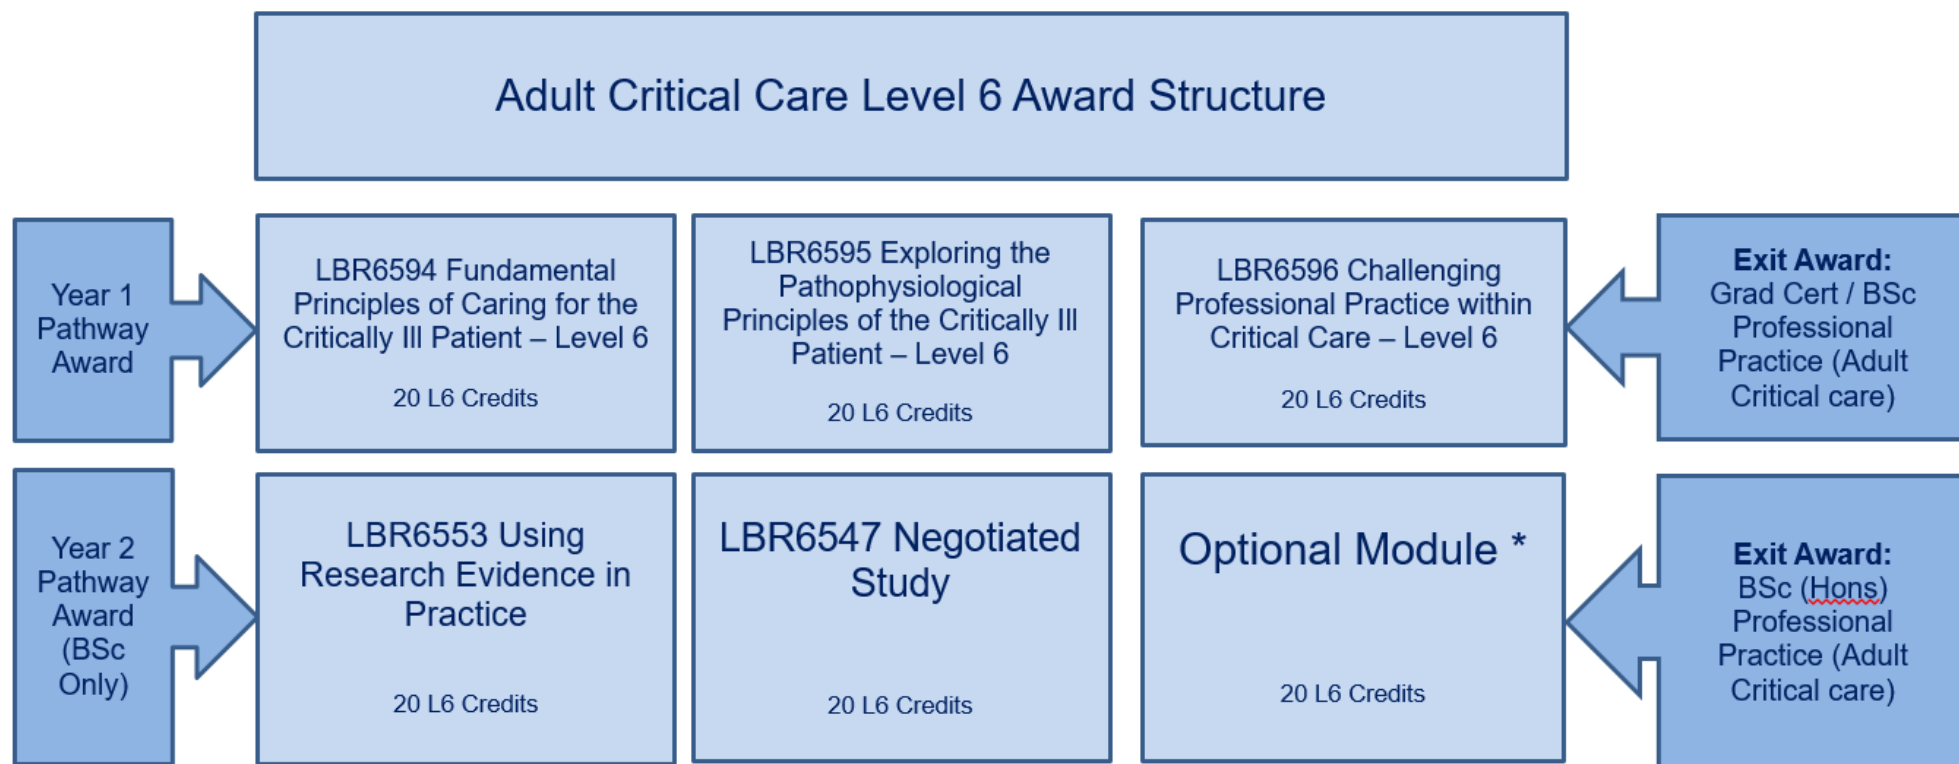 Adult Critical Care Level 6 Award Structure
Year 1
Pathway
Award
LBR6594 Fundamental
Principles of Caring for the
Critically Ill Patient – Level 6
20 L6 Credits
LBR6595 Exploring the
Pathophysiological
Principles of the Critically Ill
Patient – Level 6
20 L6 Credits
LBR6596 Challenging
Professional Practice within
Critical Care – Level 6
20 L6 Credits
Exit Award:
Grad Cert / BSc
Professional
Practice (Adult
Critical care)
Year 2
Pathway
Award
(BSc
Only)
LBR6553 Using
Research Evidence in
Practice
20 L6 Credits
LBR6547 Negotiated
Study
20 L6 Credits
Optional Module *
20 L6 Credits
Exit Award:
BSc (Hons)
Professional
Practice (Adult
Critical care)